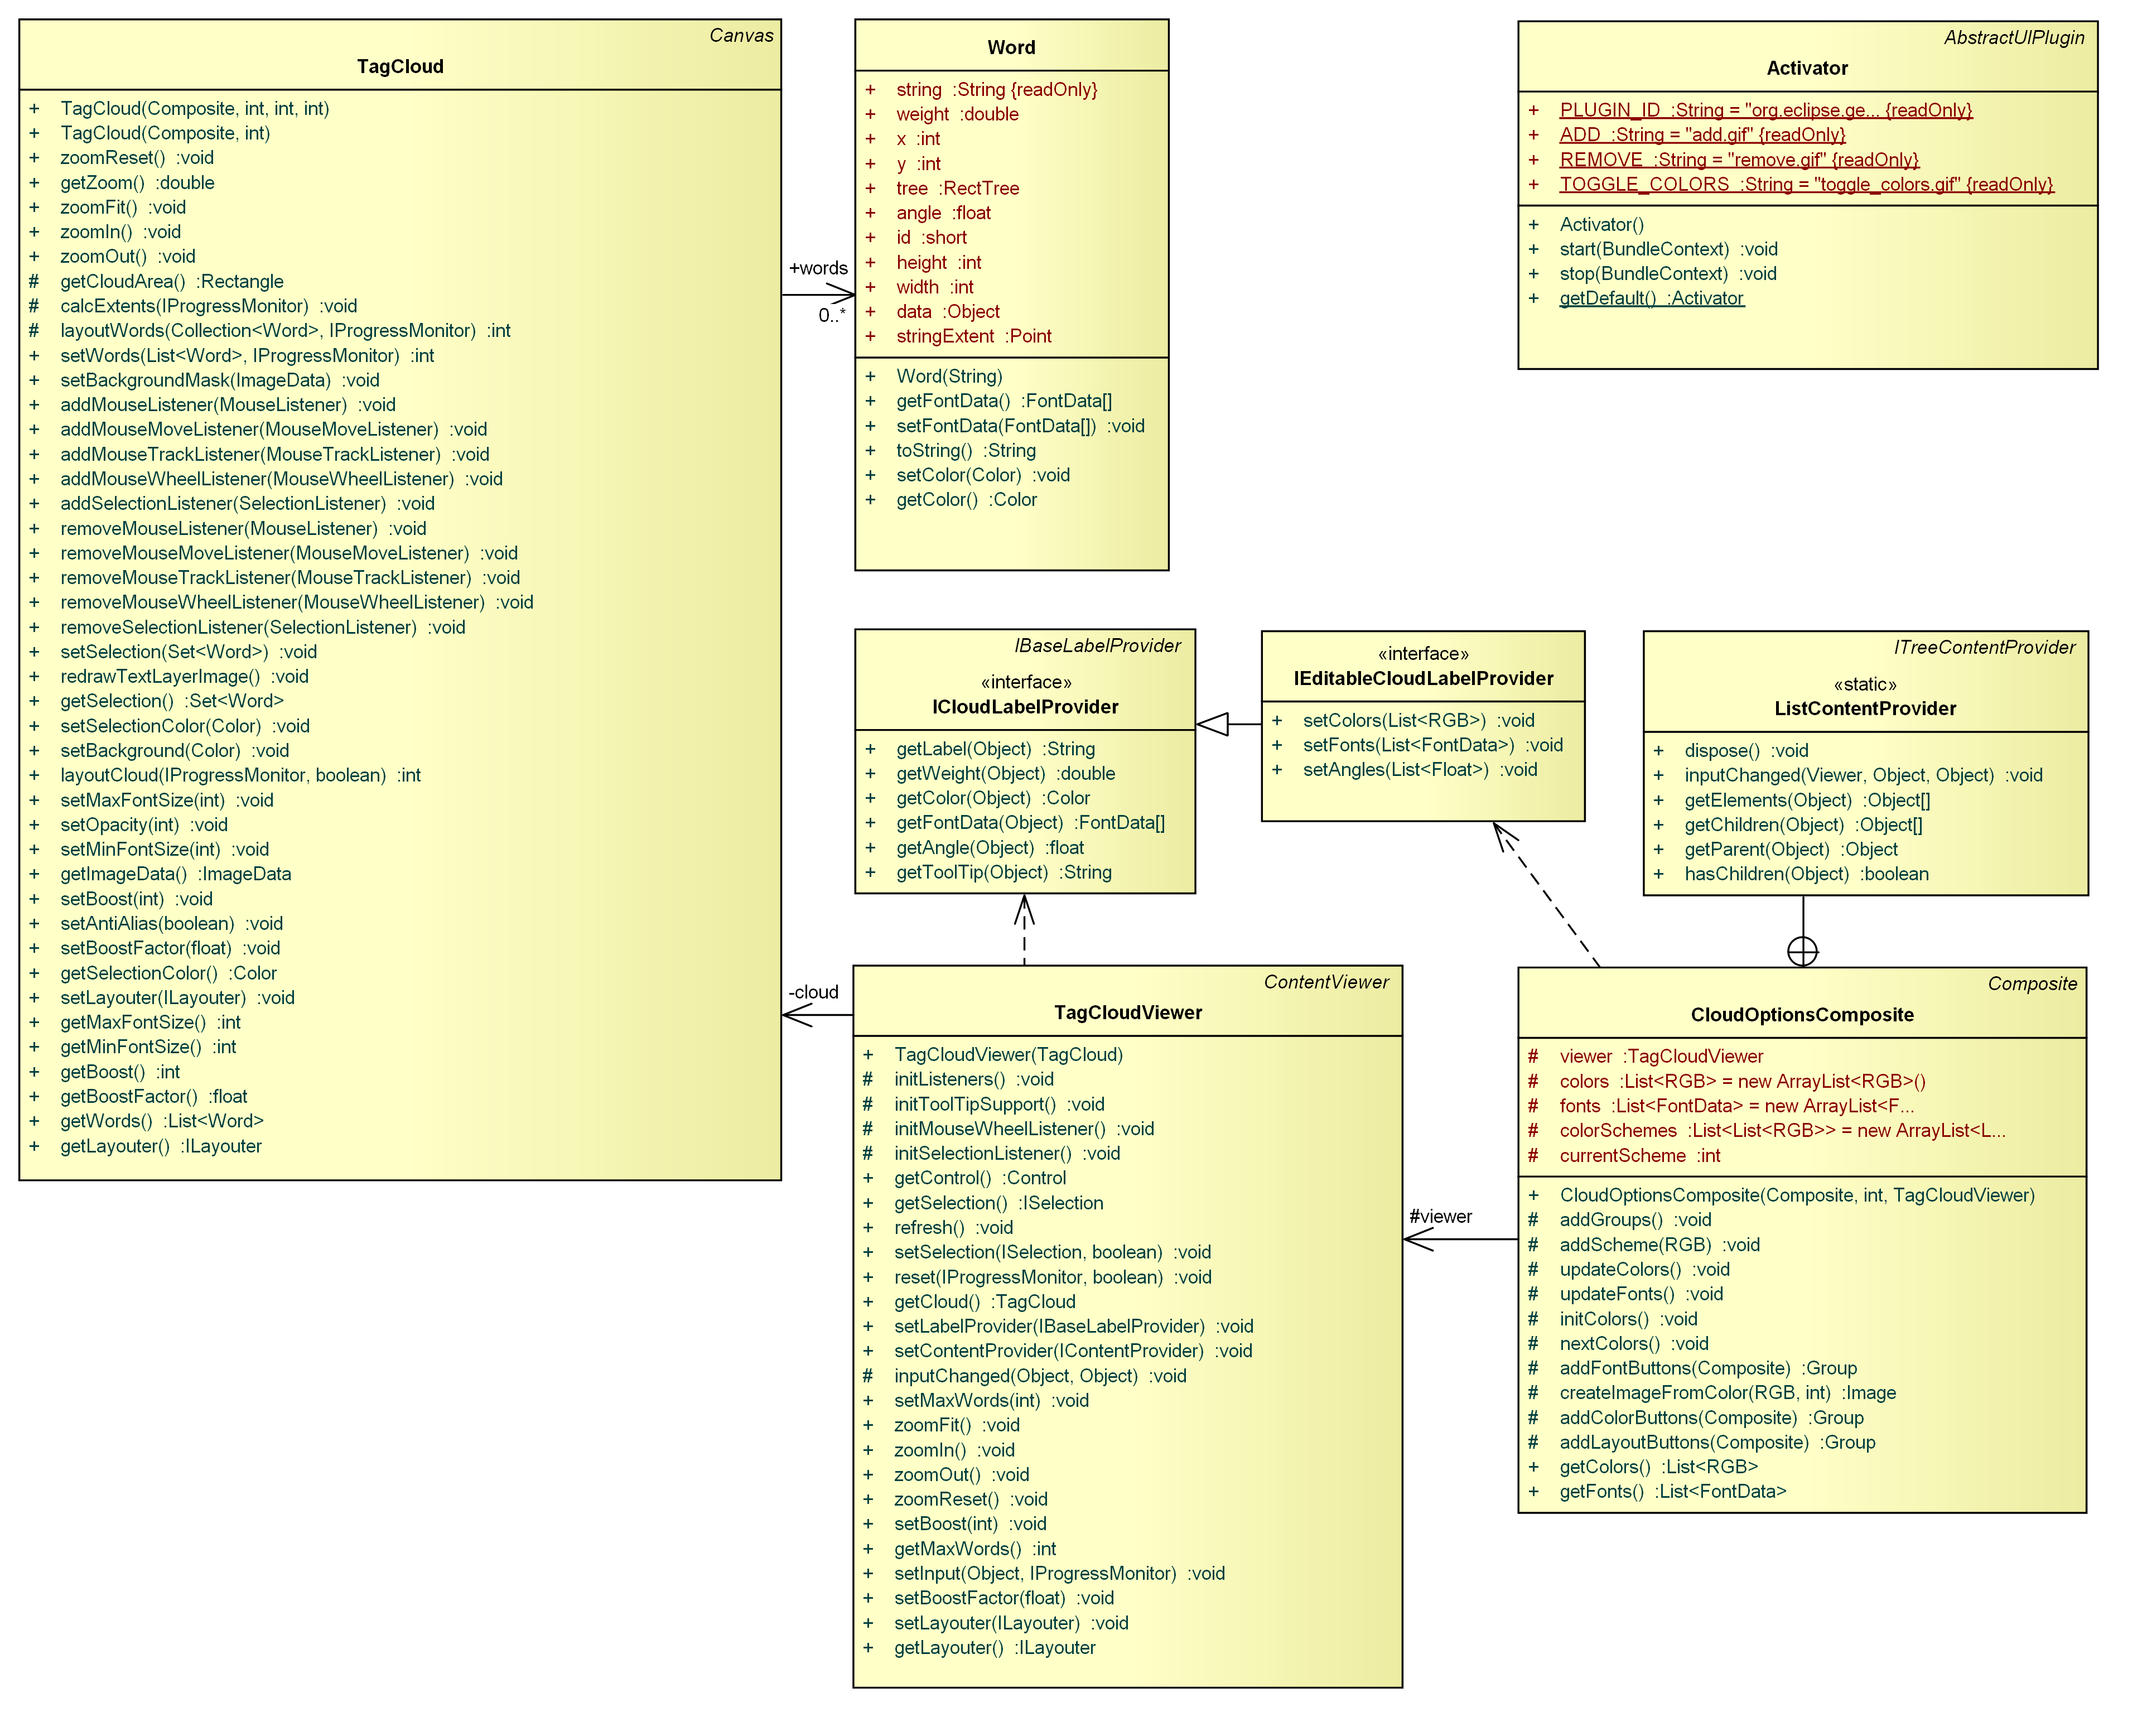 Canvas
TagCloud
+ TagCloud(Composite, int, int, int)
+ TagCloud(Composite, int)
+ zoomReset() :void
+ getZoom() :double
+ zoomFit() :void
+ zoomIn() :void
+ zoomOut() :void
# getCloudArea() :Rectangle
# calcExtents(IProgressMonitor) :void
# layoutWords(Collection<Word>, IProgressMonitor) :int
+ setWords(List<Word>, IProgressMonitor) :int
+ setBackgroundMask(ImageData) :void
+ addMouseListener(MouseListener) :void
+ addMouseMoveListener(MouseMoveListener) :void
+ addMouseTrackListener(MouseTrackListener) :void
+ addMouseWheelListener(MouseWheelListener) :void
+ addSelectionListener(SelectionListener) :void
+ removeMouseListener(MouseListener) :void
+ removeMouseMoveListener(MouseMoveListener) :void
+ removeMouseTrackListener(MouseTrackListener) :void
+ removeMouseWheelListener(MouseWheelListener) :void
+ removeSelectionListener(SelectionListener) :void
+ setSelection(Set<Word>) :void
+ redrawTextLayerImage() :void
+ getSelection() :Set<Word>
+ setSelectionColor(Color) :void
+ setBackground(Color) :void
+ layoutCloud(IProgressMonitor, boolean) :int
+ setMaxFontSize(int) :void
+ setOpacity(int) :void
+ setMinFontSize(int) :void
+ getImageData() :ImageData
+ setBoost(int) :void
+ setAntiAlias(boolean) :void
+ setBoostFactor(float) :void
+ getSelectionColor() :Color
+ setLayouter(ILayouter) :void
+ getMaxFontSize() :int
+ getMinFontSize() :int
+ getBoost() :int
+ getBoostFactor() :float
+ getWords() :List<Word>
+ getLayouter() :ILayouter
+words
0..*
Word
+ string :String {readOnly}
+ weight :double
+ x :int
+ y :int
+ tree :RectTree
+ angle :float
+ id :short
+ height :int
+ width :int
+ data :Object
+ stringExtent :Point
+ Word(String)
+ getFontData() :FontData[]
+ setFontData(FontData[]) :void
+ toString() :String
+ setColor(Color) :void
+ getColor() :Color
AbstractUIPlugin
Activator
+ PLUGIN_ID :String = "org.eclipse.ge... {readOnly}
+ ADD :String = "add.gif" {readOnly}
+ REMOVE :String = "remove.gif" {readOnly}
+ TOGGLE_COLORS :String = "toggle_colors.gif" {readOnly}
+ Activator()
+ start(BundleContext) :void
+ stop(BundleContext) :void
+ getDefault() :Activator
IBaseLabelProvider
«interface»
ICloudLabelProvider
+ getLabel(Object) :String
+ getWeight(Object) :double
+ getColor(Object) :Color
+ getFontData(Object) :FontData[]
+ getAngle(Object) :float
+ getToolTip(Object) :String
«interface»
IEditableCloudLabelProvider
+ setColors(List<RGB>) :void
+ setFonts(List<FontData>) :void
+ setAngles(List<Float>) :void
ITreeContentProvider
«static»
ListContentProvider
+ dispose() :void
+ inputChanged(Viewer, Object, Object) :void
+ getElements(Object) :Object[]
+ getChildren(Object) :Object[]
+ getParent(Object) :Object
+ hasChildren(Object) :boolean
-cloud
ContentViewer
TagCloudViewer
+ TagCloudViewer(TagCloud)
# initListeners() :void
# initToolTipSupport() :void
# initMouseWheelListener() :void
# initSelectionListener() :void
+ getControl() :Control
+ getSelection() :ISelection
+ refresh() :void
+ setSelection(ISelection, boolean) :void
+ reset(IProgressMonitor, boolean) :void
+ getCloud() :TagCloud
+ setLabelProvider(IBaseLabelProvider) :void
+ setContentProvider(IContentProvider) :void
# inputChanged(Object, Object) :void
+ setMaxWords(int) :void
+ zoomFit() :void
+ zoomIn() :void
+ zoomOut() :void
+ zoomReset() :void
+ setBoost(int) :void
+ getMaxWords() :int
+ setInput(Object, IProgressMonitor) :void
+ setBoostFactor(float) :void
+ setLayouter(ILayouter) :void
+ getLayouter() :ILayouter
#viewer
Composite
CloudOptionsComposite
# viewer :TagCloudViewer
# colors :List<RGB> = new ArrayList<RGB>()
# fonts :List<FontData> = new ArrayList<F...
# colorSchemes :List<List<RGB>> = new ArrayList<L...
# currentScheme :int
+ CloudOptionsComposite(Composite, int, TagCloudViewer)
# addGroups() :void
# addScheme(RGB) :void
# updateColors() :void
# updateFonts() :void
# initColors() :void
# nextColors() :void
# addFontButtons(Composite) :Group
# createImageFromColor(RGB, int) :Image
# addColorButtons(Composite) :Group
# addLayoutButtons(Composite) :Group
+ getColors() :List<RGB>
+ getFonts() :List<FontData>